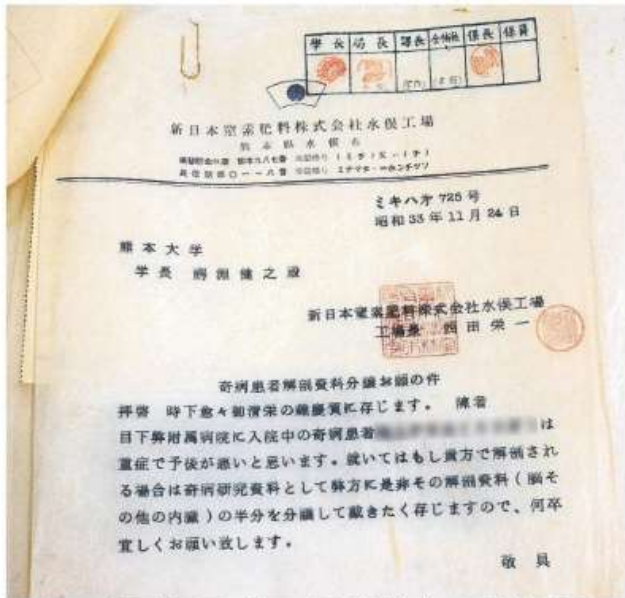 學長 局長 課長 係長 係員
新日本窒素肥料株式会社水俣工場
熊本県水俣市
ミキハオ 725 号
昭和 33 年 11 月 24 日
熊本大学
学長 鰐淵健之殿
新日本窒素肥料株式会社水俣工場
工場長 西田栄一
奇病患者解剖資料分譲お願の件
拝啓 時下愈々御清栄の 慶賀に存じます。 陳者
目下弊附属病院に入院中の奇病患者 は
重症で予後が悪いと思います。就いてはもし貴方で解剖され
る場合は奇病研究資料として弊方に是非その解剖資料(脳そ
の他の内臓)の半分を分譲して戴きたく存じますので、何卒
宜しくお願い致します。
敬具